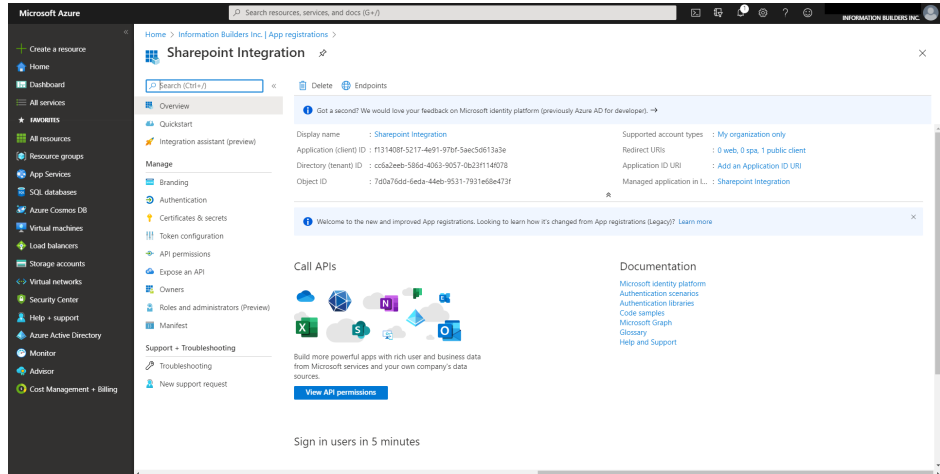 Microsoft Azure
Search resources, services, and docs (G+/)
INFORMATION BUILDERS INC.
Create a resource
Home
Dashboard
All services
FAVORITES
All resources
Resource groups
App Services
SQL databases
Azure Cosmos DB
Virtual machines
Load balancers
Storage accounts
Virtual networks
Security Center
Help + support
Azure Active Directory
Monitor
Advisor
Cost Management + Billing
Home > Information Builders Inc. | App registrations >
Sharepoint Integration
Search (Ctrl+/)
Overview
Quickstart
Integration assistant (preview)
Manage
Branding
Authentication
Certificates & secrets
Token configuration
API permissions
Expose an API
Owners
Roles and administrators (Preview)
Manifest
Support + Troubleshooting
Troubleshooting
New support request
Delete Endpoints
Got a second? We would love your feedback on Microsoft identity platform (previously Azure AD for developer). →
Display name : Sharepoint Integration
Application (client) ID : f131408f-5217-4e91-97bf-5aec5d613a3e
Directory (tenant) ID : cc6a2eeb-586d-4063-9057-0b23f114f078
Object ID : 7d0a76dd-6eda-44eb-9531-7931e68e473f
Supported account types : My organization only
Redirect URIs : 0 web, 0 spa, 1 public client
Application ID URI : Add an Application ID URI
Managed application in l... : Sharepoint Integration
Welcome to the new and improved App registrations. Looking to learn how it's changed from App registrations (Legacy)? Learn more
Call APIs
Build more powerful apps with rich user and business data
from Microsoft services and your own company's data
sources.
View API permissions
Documentation
Microsoft identity platform
Authentication scenarios
Authentication libraries
Code samples
Microsoft Graph
Glossary
Help and Support
Sign in users in 5 minutes